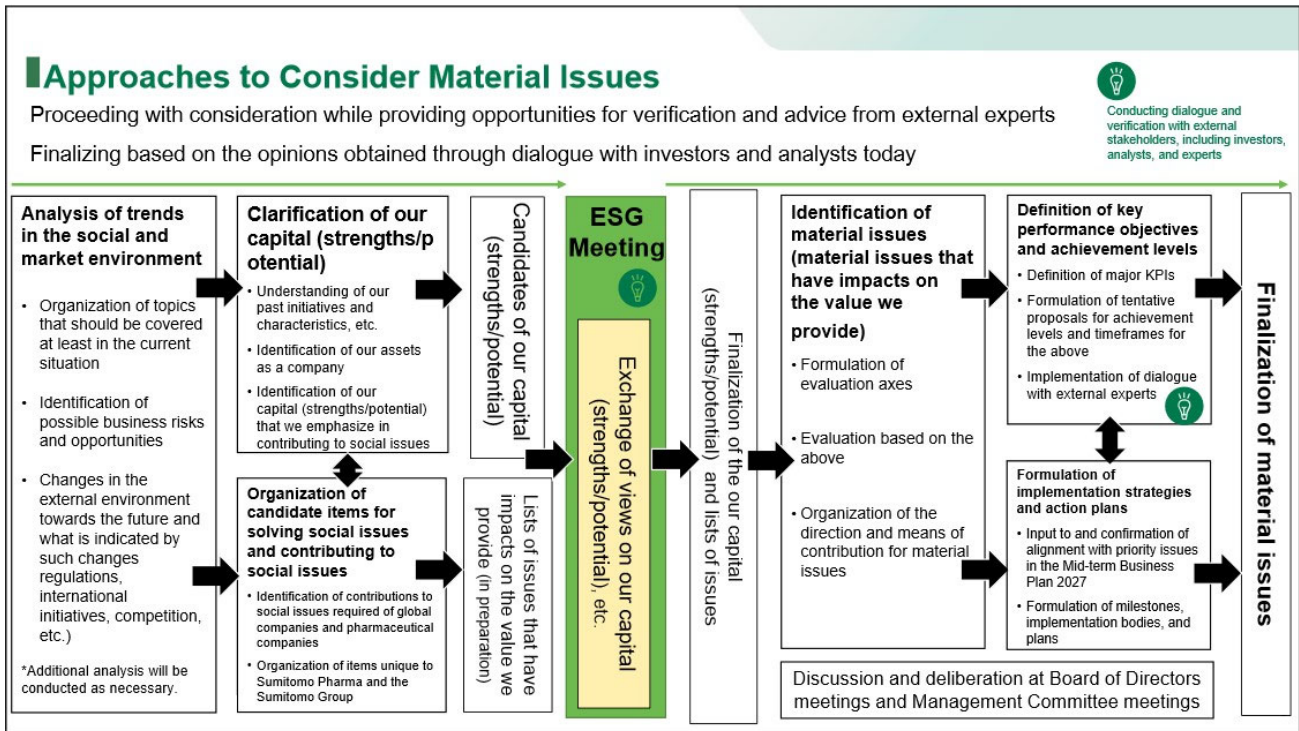 Approaches to Consider Material Issues
Proceeding with consideration while providing opportunities for verification and advice from external experts
Finalizing based on the opinions obtained through dialogue with investors and analysts today
Conducting dialogue and
verification with external
stakeholders, including investors,
analysts, and experts
Analysis of trends
in the social and
market environment
• Organization of topics
that should be covered
at least in the current
situation
• Identification of
possible business risks
and opportunities
• Changes in the
external environment
towards the future and
what is indicated by
such changes
regulations,
international
initiatives, competition,
etc.)
*Additional analysis will be
conducted as necessary.
Clarification of our
capital (strengths/p
otential)
• Understanding of our
past initiatives and
characteristics, etc.
• Identification of our assets
as a company
• Identification of our
capital (strengths/potential)
that we emphasize in
contributing to social issues
Organization of
candidate items for
solving social issues
and contributing to
social issues
• Identification of contributions to
social issues required of global
companies and pharmaceutical
companies
• Organization of items unique to
Sumitomo Pharma and the
Sumitomo Group
Candidates of our capital
(strengths/potential)
Lists of issues that have
impacts on the value we
provide (in preparation)
ESG
Meeting
Exchange of views on our capital
(strengths/potential), etc.
Finalization of the our capital
(strengths/potential) and lists of issues
Identification of
material issues
(material issues that
have impacts on
the value we
provide)
• Formulation of
evaluation axes
• Evaluation based on the
above
• Organization of the
direction and means of
contribution for material
issues
Definition of key
performance objectives
and achievement levels
• Definition of major KPIs
• Formulation of tentative
proposals for achievement
levels and timeframes for
the above
• Implementation of dialogue
with external experts
Formulation of
implementation strategies
and action plans
• Input to and confirmation of
alignment with priority issues
in the Mid-term Business
Plan 2027
• Formulation of milestones,
implementation bodies, and
plans
Discussion and deliberation at Board of Directors
meetings and Management Committee meetings
Finalization of material issues